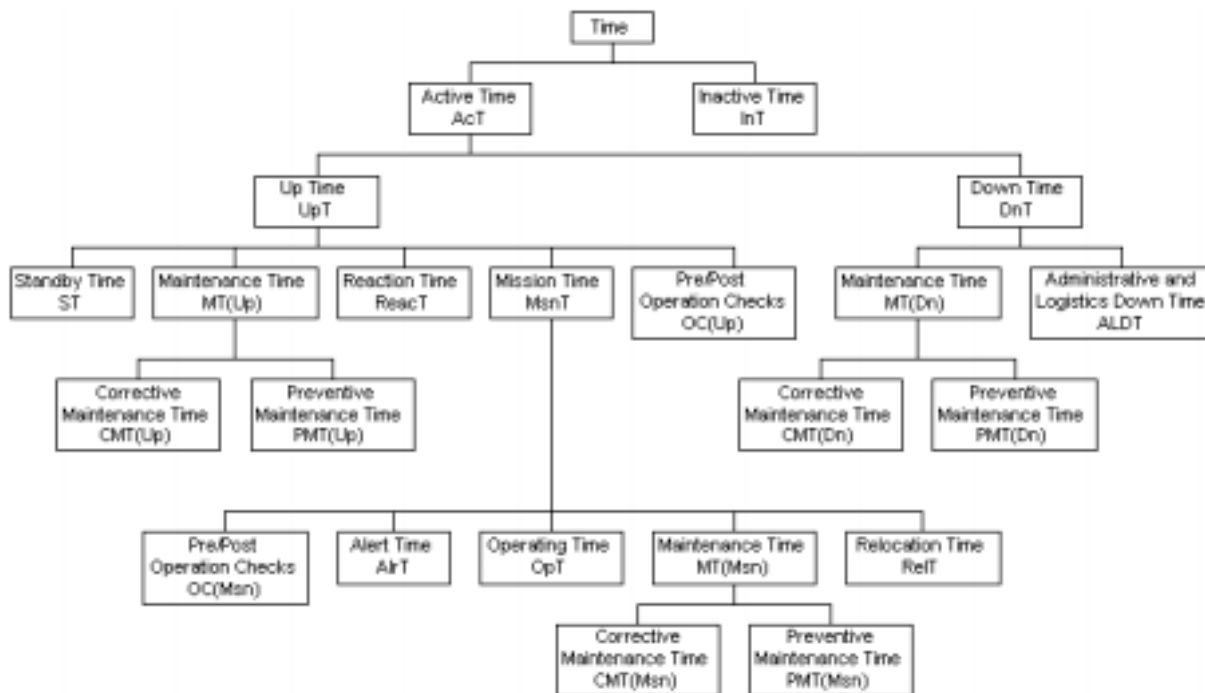 Time
Active Time
AcT
Inactive Time
InT
Up Time
UpT
Down Time
DnT
Standby Time
ST
Maintenance Time
MT(Up)
Reaction Time
ReacT
Mission Time
MsnT
Pre/Post
Operation Checks
OC(Up)
Maintenance Time
MT(Dn)
Administrative and
Logistics Down Time
ALDT
Corrective
Maintenance Time
CMT(Up)
Preventive
Maintenance Time
PMT(Up)
Corrective
Maintenance Time
CMT(Dn)
Preventive
Maintenance Time
PMT(Dn)
Pre/Post
Operation Checks
OC(Msn)
Alert Time
AlrT
Operating Time
OpT
Maintenance Time
MT(Msn)
Relocation Time
RelT
Corrective
Maintenance Time
CMT(Msn)
Preventive
Maintenance Time
PMT(Msn)